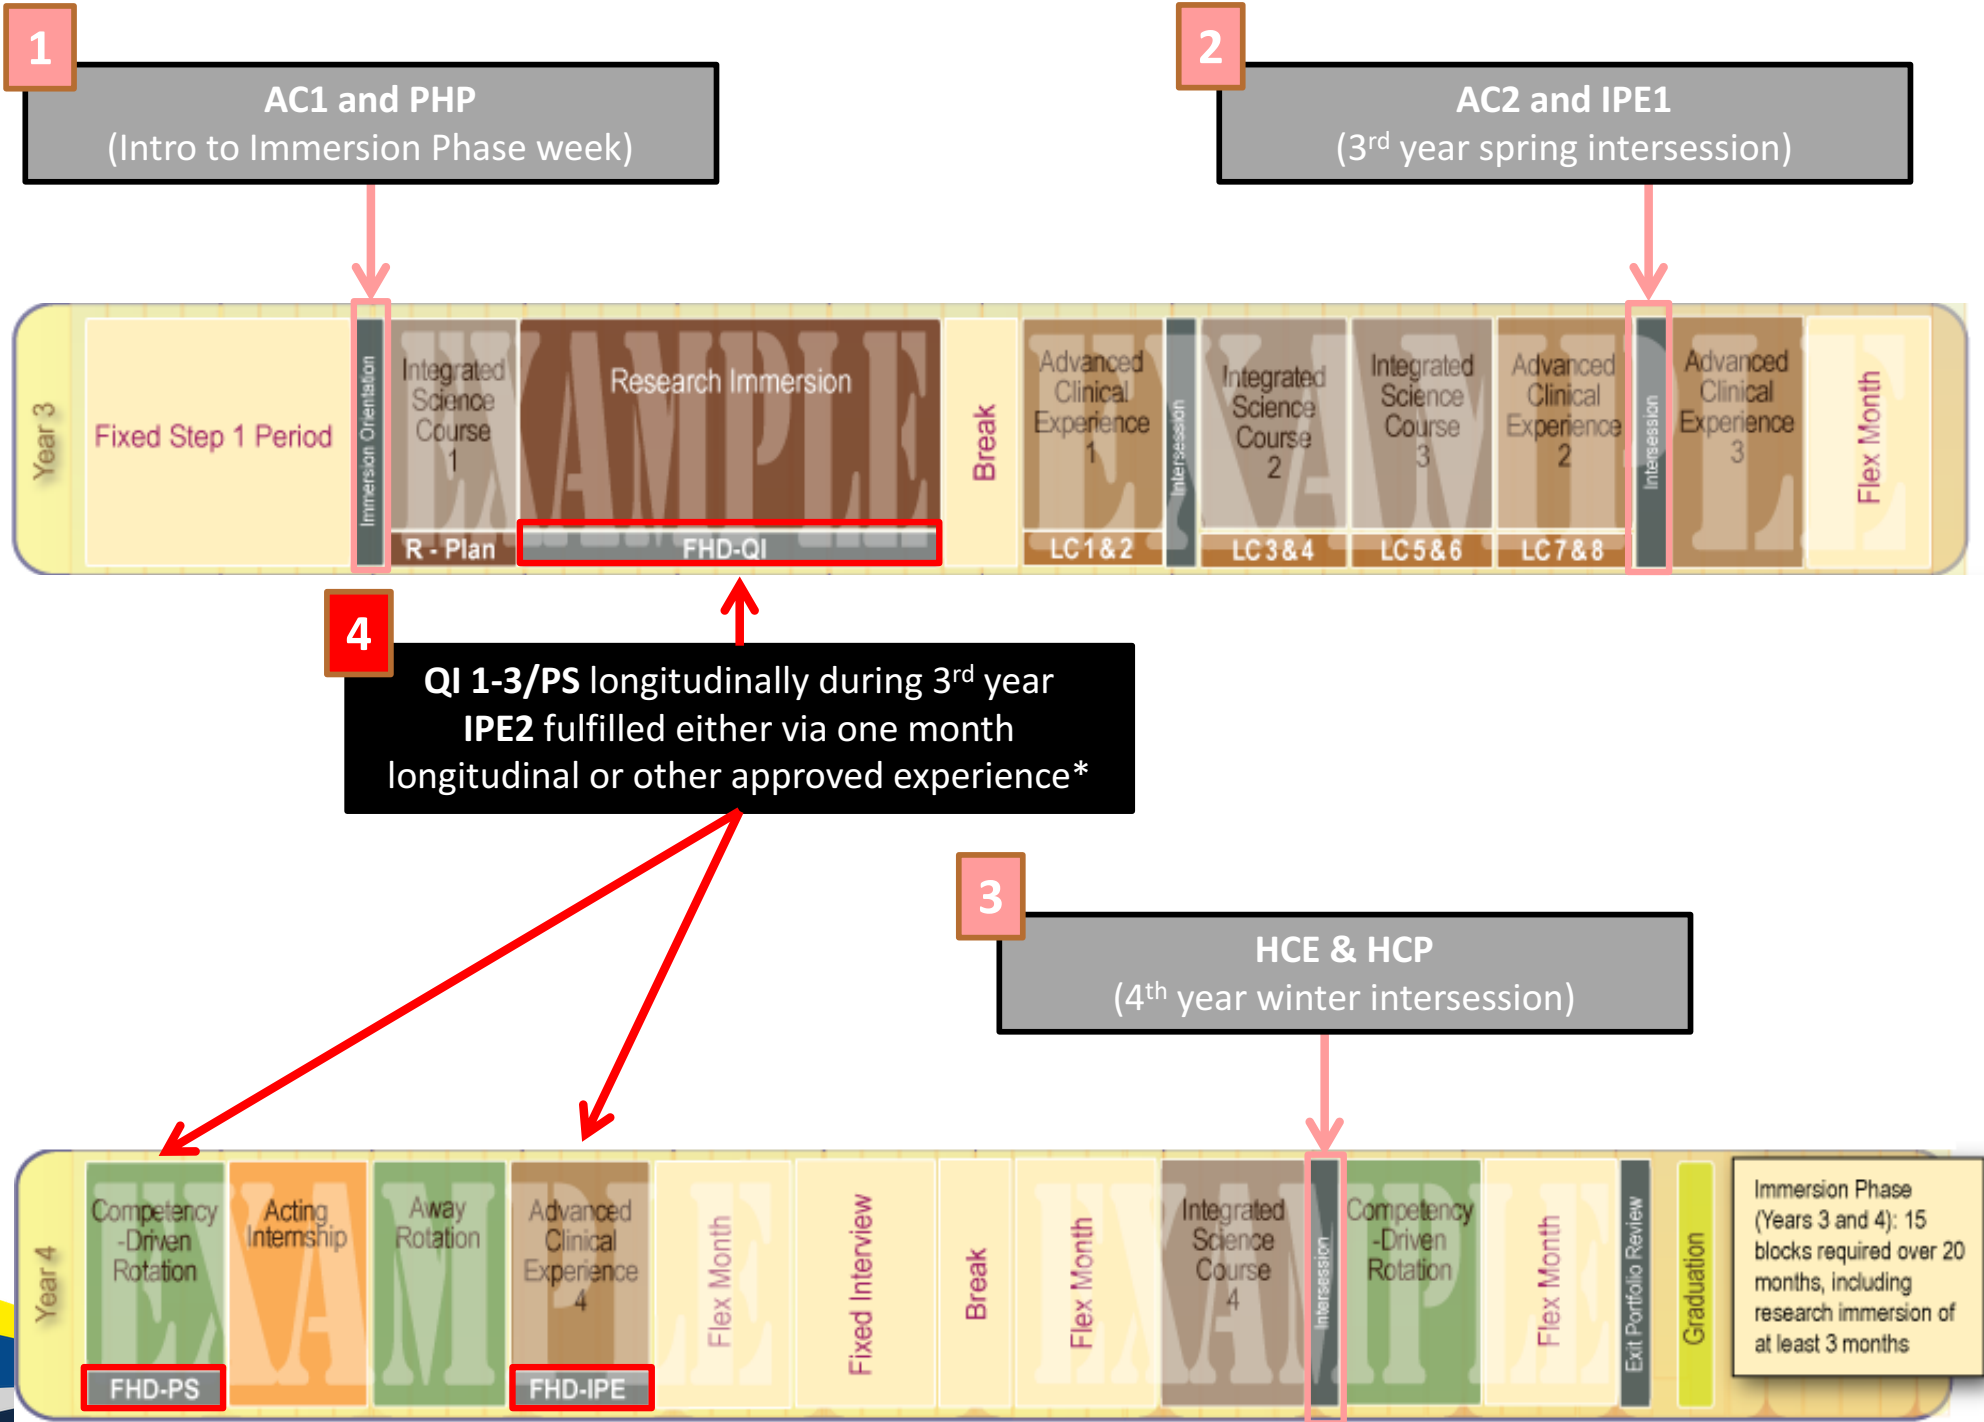 1
AC1 and PHP
(Intro to Immersion Phase week)
2
AC2 and IPE1
(3rd year spring intersession)
Year 3
Fixed Step 1 Period
Immersion Orientation
Integrated
Science
Course
1
R - Plan
Research Immersion
FHD-QI
Break
Advanced
Clinical
Experience
1
LC 1 & 2
Intersession
Integrated
Science
Course
2
LC 3 & 4
Integrated
Science
Course
3
LC 5 & 6
Advanced
Clinical
Experience
2
LC 7 & 8
Intersession
Advanced
Clinical
Experience
3
Flex Month
EXAMPLE
EXAMPLE
4
QI 1-3/PS longitudinally during 3rd year
IPE2 fulfilled either via one month
longitudinal or other approved experience*
3
HCE & HCP
(4th year winter intersession)
Year 4
Competency
-Driven
Rotation
FHD-PS
Acting
Internship
Away
Rotation
Advanced
Clinical
Experience
4
FHD-IPE
Flex Month
Fixed Interview
Break
Flex Month
Integrated
Science
Course
4
Intersession
Competency
-Driven
Rotation
Flex Month
Exit Portfolio Review
Graduation
EXAMPLE
EXAMPLE
Immersion Phase
(Years 3 and 4): 15
blocks required over 20
months, including
research immersion of
at least 3 months